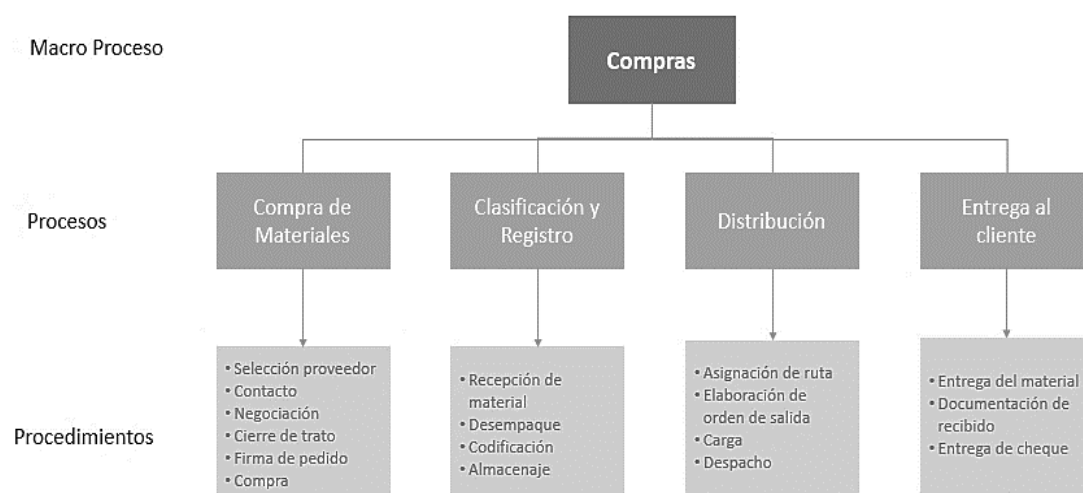 Macro Proceso
Compras
Procesos
Compra de
Materiales
Clasificación y
Registro
Distribución
Entrega al
cliente
Procedimientos
• Selección proveedor
• Contacto
• Negociación
• Cierre de trato
• Firma de pedido
• Compra
• Recepción de
material
• Desempaque
• Codificación
• Almacenaje
• Asignación de ruta
• Elaboración de
orden de salida
• Carga
• Despacho
• Entrega del material
• Documentación de
recibido
• Entrega de cheque